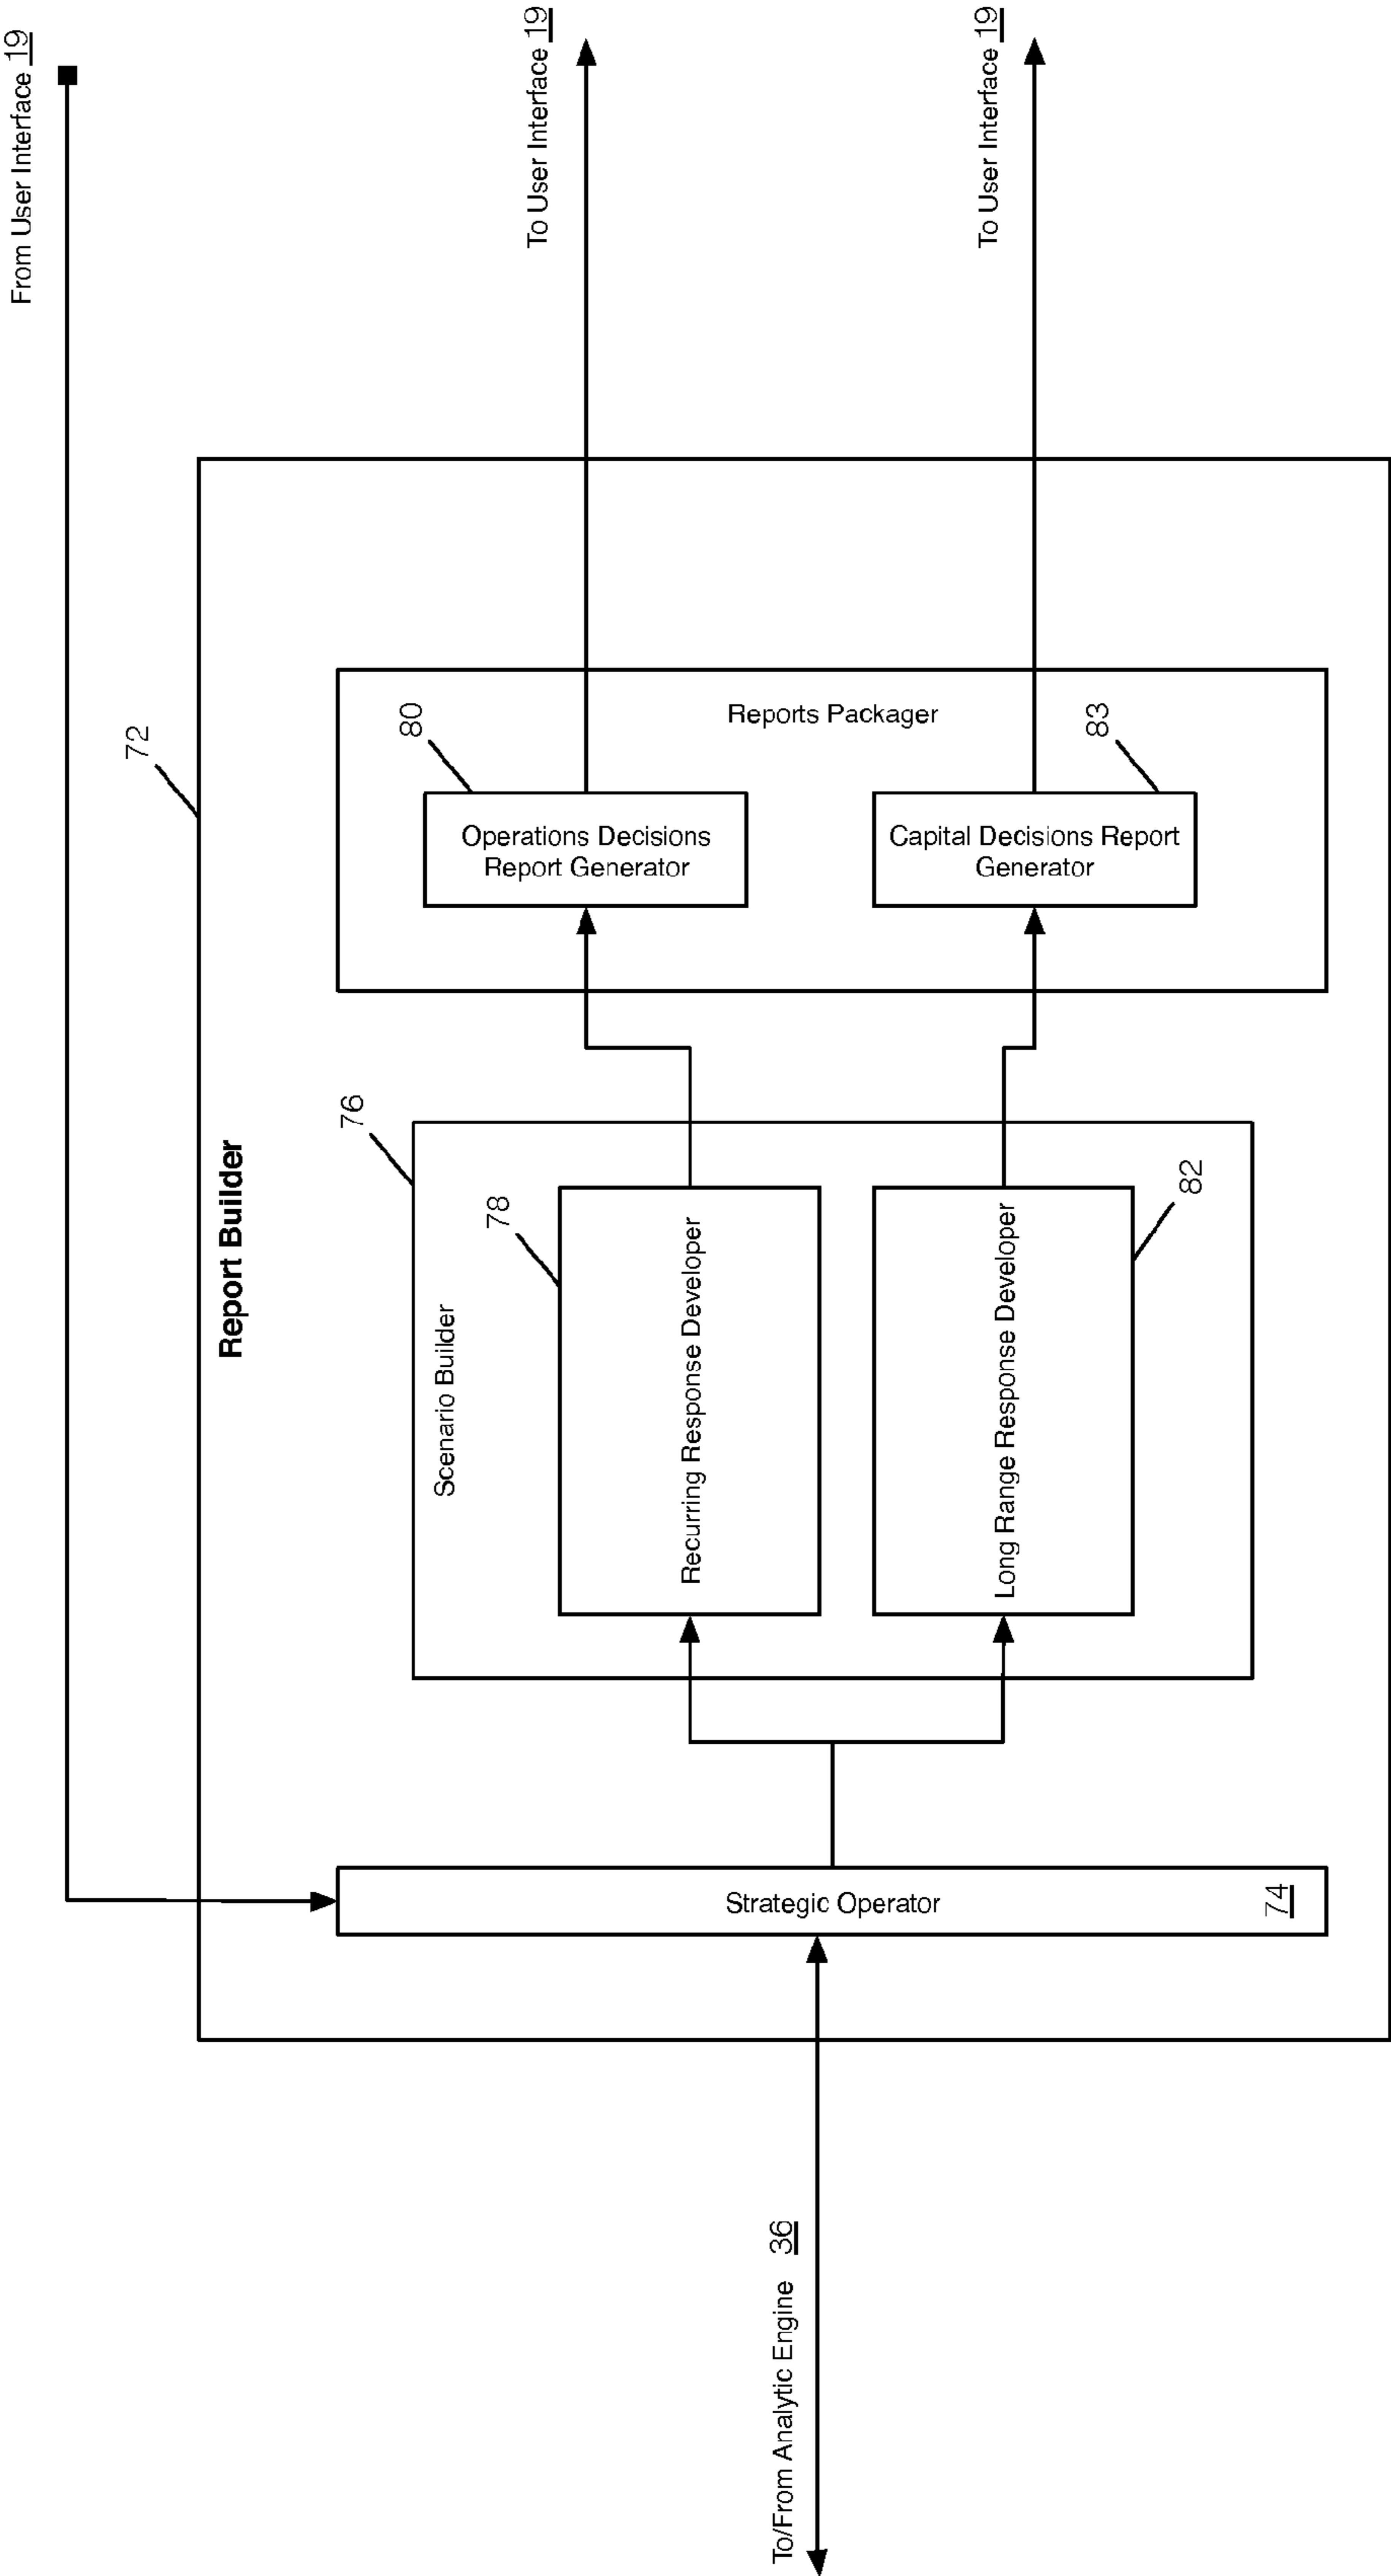 From User Interface 19
To User Interface 19
To User Interface 19
72
Report Builder
Reports Packager
80
Operations Decisions
Report Generator
83
Capital Decisions Report
Generator
76
Scenario Builder
78
Recurring Response Developer
82
Long Range Response Developer
Strategic Operator
74
To/From Analytic Engine 36